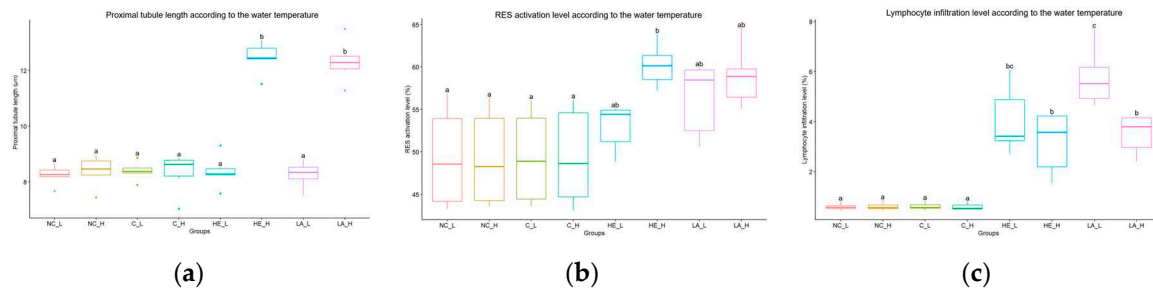 Proximal tubule length according to the water temperature
Proximal tubule length (μm)
12
10
8
a
a
a
a
a
b
a
b
NC_L
NC_H
C_L
C_H
HE_L
HE_H
LA_L
LA_H
Groups
(a)
RES activation level according to the water temperature
RES activation level (%)
65
60
55
50
45
a
a
a
a
ab
b
ab
ab
NC_L
NC_H
C_L
C_H
HE_L
HE_H
LA_L
LA_H
Groups
(b)
Lymphocyte infiltration level according to the water temperature
Lymphocyte infiltration level (%)
8
6
4
2
a
a
a
a
bc
b
c
b
NC_L
NC_H
C_L
C_H
HE_L
HE_H
LA_L
LA_H
Groups
(c)